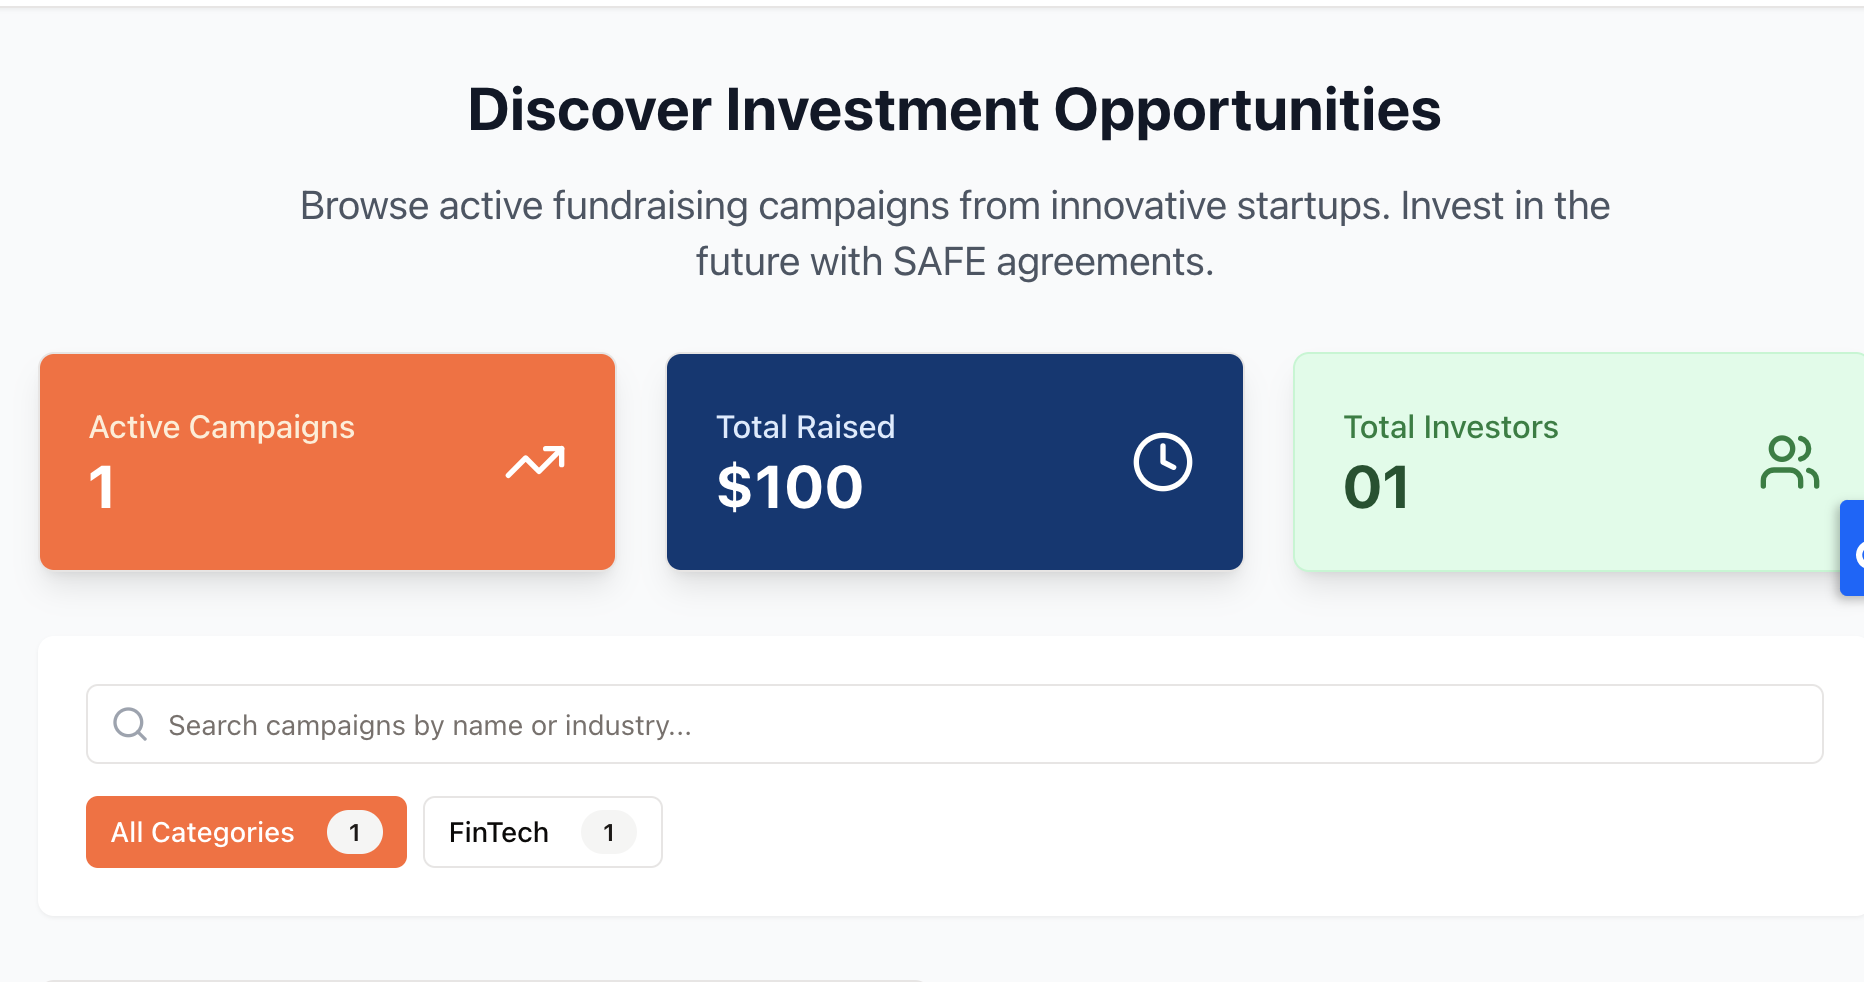 Discover Investment Opportunities
Browse active fundraising campaigns from innovative startups. Invest in the
future with SAFE agreements.
Active Campaigns
1
Total Raised
$100
Total Investors
01
Search campaigns by name or industry...
All Categories 1
FinTech 1